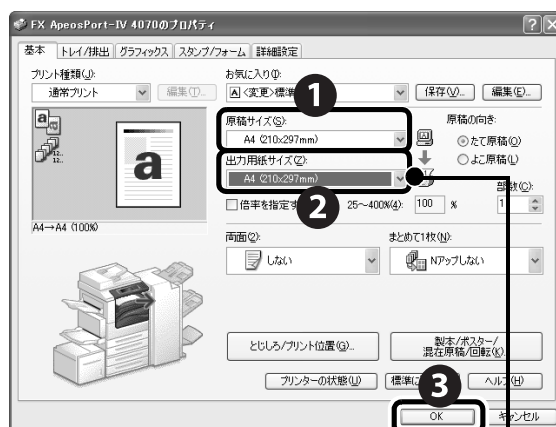 FX ApeosPort-IV 4070のプロパティ
基本 トレイ/排出 グラフィックス スタンプ/フォーム 詳細設定
プリント種類(J): お気に入り(I):
通常プリント 編集(T)... <変更>標準 保存(V)... 編集(E)...
1
原稿サイズ(S): 原稿の向き:
A4 (210x297mm) たて原稿(O)
出力用紙サイズ(Z): よこ原稿(L)
A4 (210x297mm) 部数(C):
2
倍率を指定す 25～400%(4): 100 % 1
A4→A4 (100%)
両面(2): まとめて1枚(N):
しない Nアップしない
とじしろ/プリント位置(G)... 製本/ポスター/
混在原稿/回転(K)
プリンターの状態(U) 標準に ヘルプ(H)
3
OK キャンセル
a
a
12..
12..